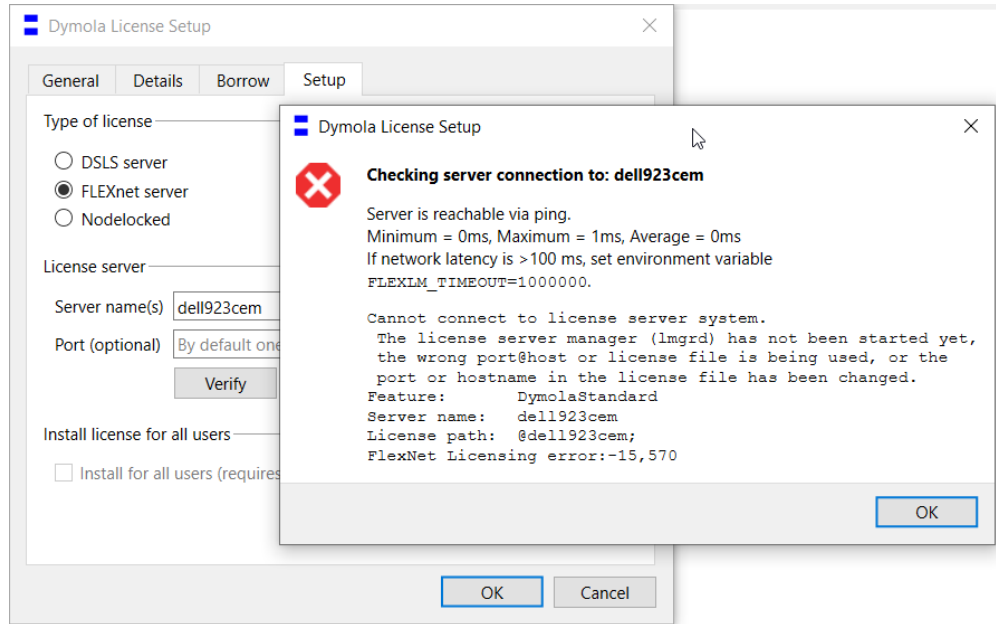 Dymola License Setup
General Details Borrow Setup
Type of license
DSLS server
FLEXnet server
Nodelocked
License server
Server name(s) dell923cem
Port (optional) By default one
Verify
Install license for all users
Install for all users (requires
OK Cancel
Dymola License Setup
Checking server connection to: dell923cem
Server is reachable via ping.
Minimum = 0ms, Maximum = 1ms, Average = 0ms
If network latency is >100 ms, set environment variable
FLEXLM_TIMEOUT=1000000.
Cannot connect to license server system.
The license server manager (lmgrd) has not been started yet,
the wrong port@host or license file is being used, or the
port or hostname in the license file has been changed.
Feature: DymolaStandard
Server name: dell923cem
License path: @dell923cem;
FlexNet Licensing error:-15,570
OK